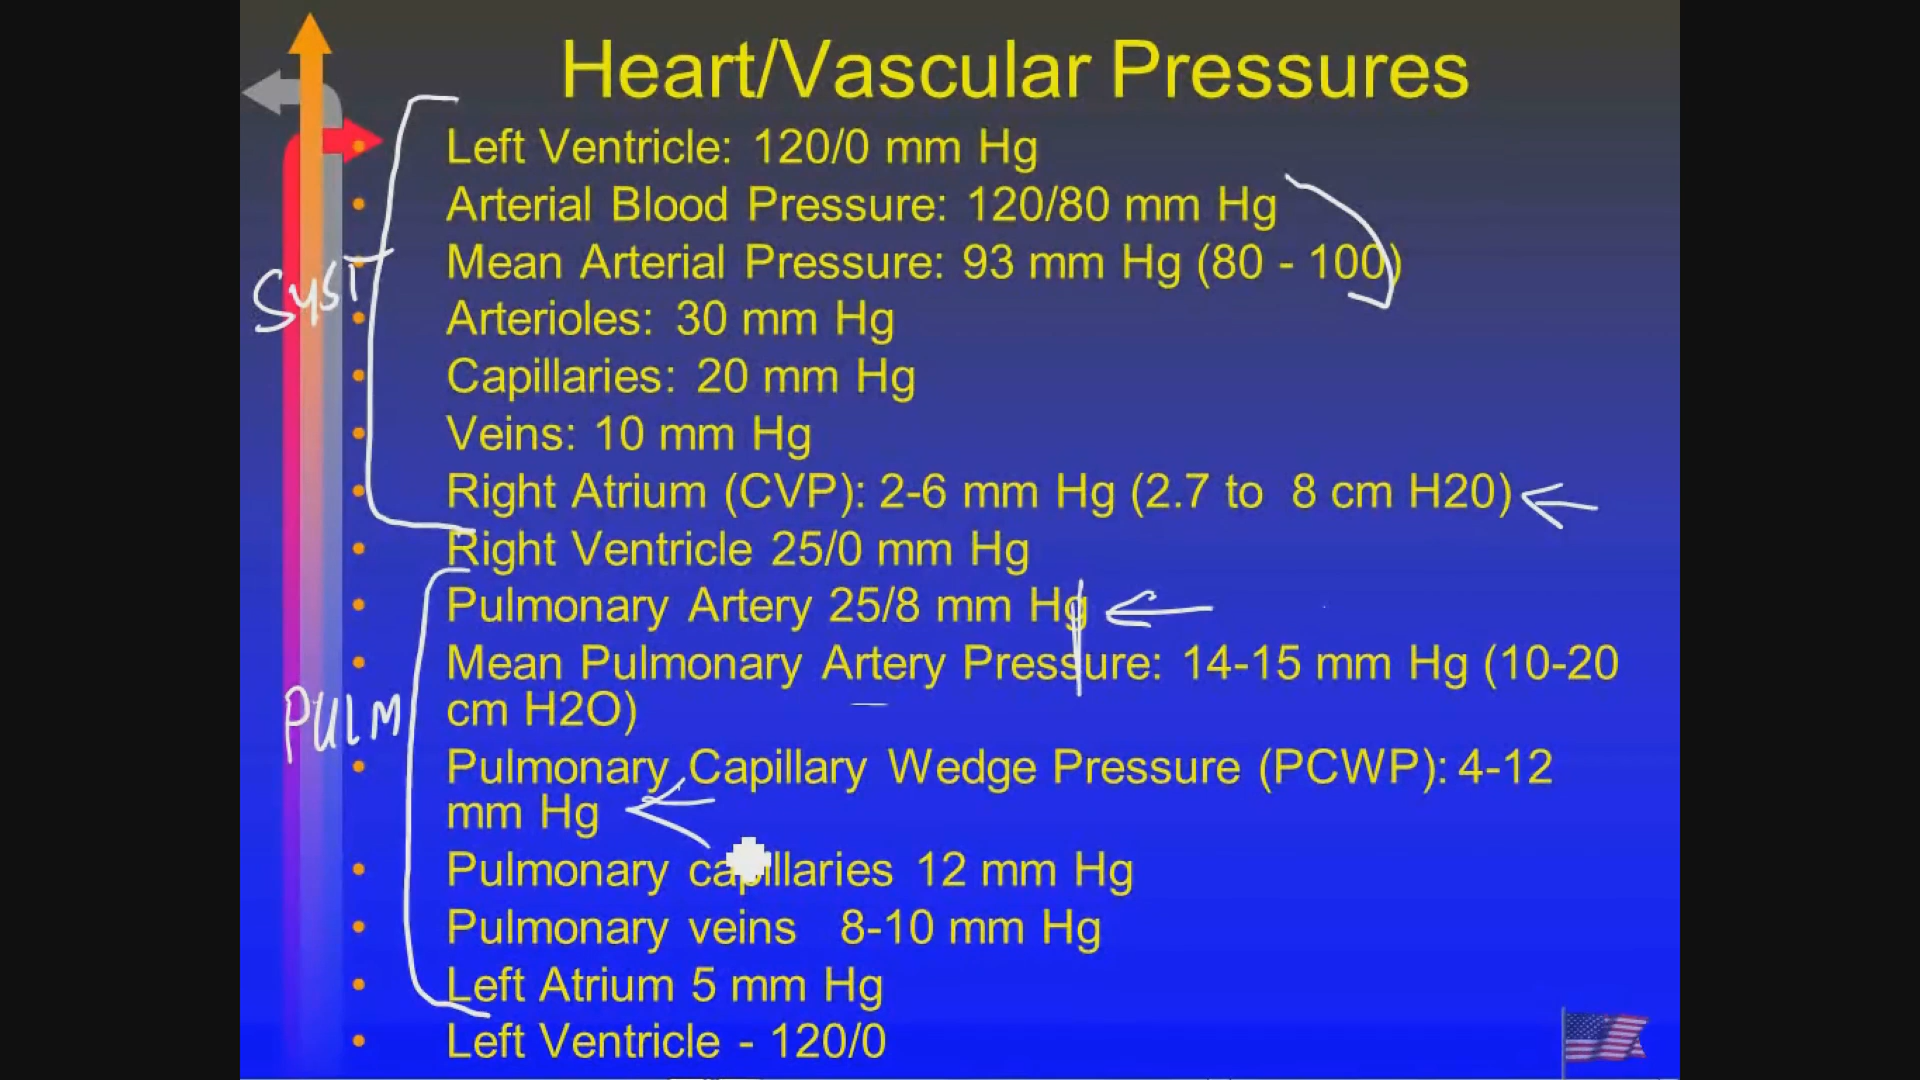 Heart/Vascular Pressures
Left Ventricle: 120/0 mm Hg
Arterial Blood Pressure: 120/80 mm Hg
Mean Arterial Pressure: 93 mm Hg (80 - 100)
SYST
Arterioles: 30 mm Hg
Capillaries: 20 mm Hg
Veins: 10 mm Hg
Right Atrium (CVP): 2-6 mm Hg (2.7 to 8 cm H20)
Right Ventricle 25/0 mm Hg
Pulmonary Artery 25/8 mm Hg
Mean Pulmonary Artery Pressure: 14-15 mm Hg (10-20
cm H2O)
PULM
Pulmonary Capillary Wedge Pressure (PCWP): 4-12
mm Hg
Pulmonary capillaries 12 mm Hg
Pulmonary veins 8-10 mm Hg
Left Atrium 5 mm Hg
Left Ventricle - 120/0